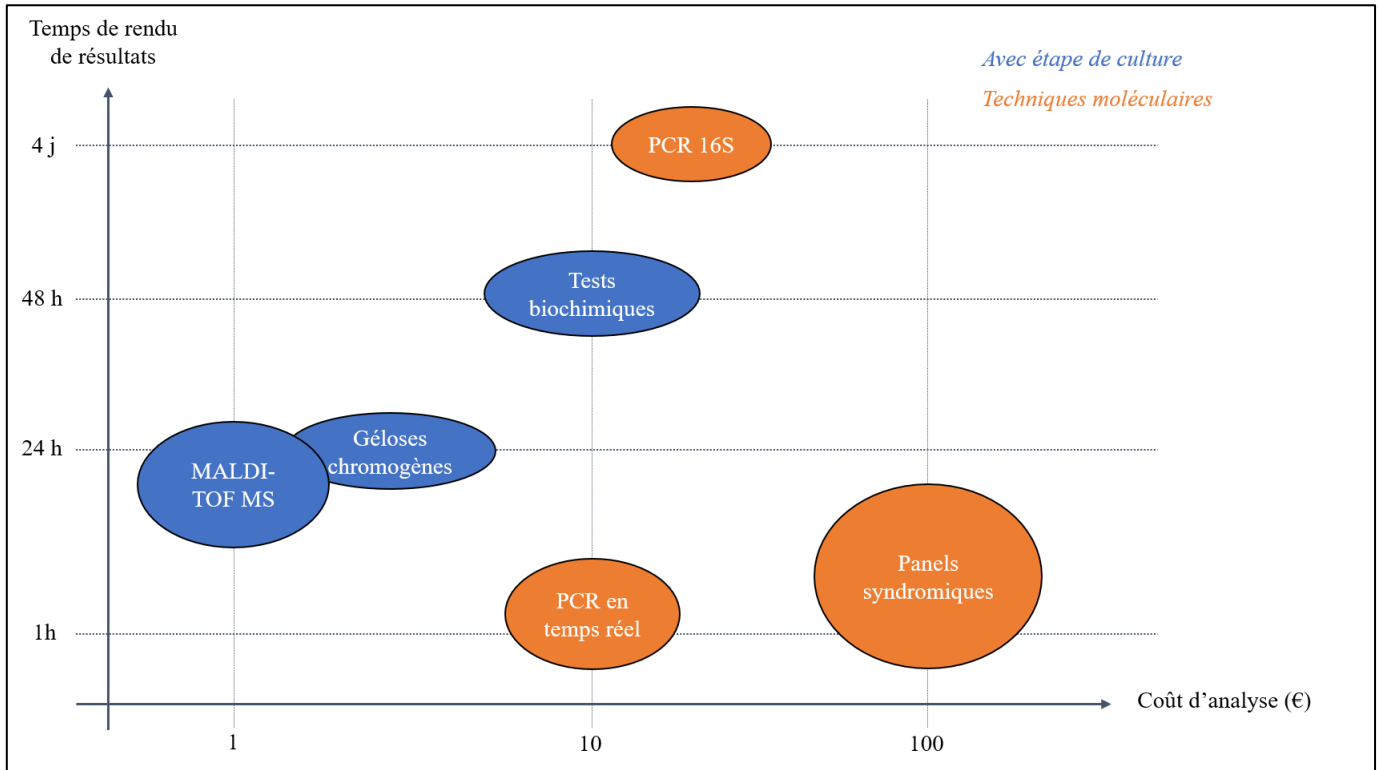 Temps de rendu
de résultats
Avec étape de culture
Techniques moléculaires
4 j
PCR 16S
48 h
Tests
biochimiques
24 h
Géloses
chromogènes
MALDI-
TOF MS
Panels
syndromiques
PCR en
temps réel
1h
Coût d’analyse (€)
1
10
100